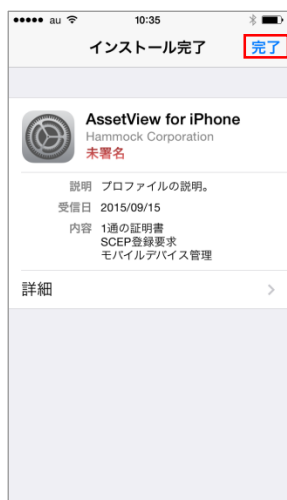 au 10:35
インストール完了 完了
AssetView for iPhone
Hammock Corporation
未署名
説明 プロファイルの説明。
受信日 2015/09/15
内容 1通の証明書
SCEP登録要求
モバイルデバイス管理
詳細